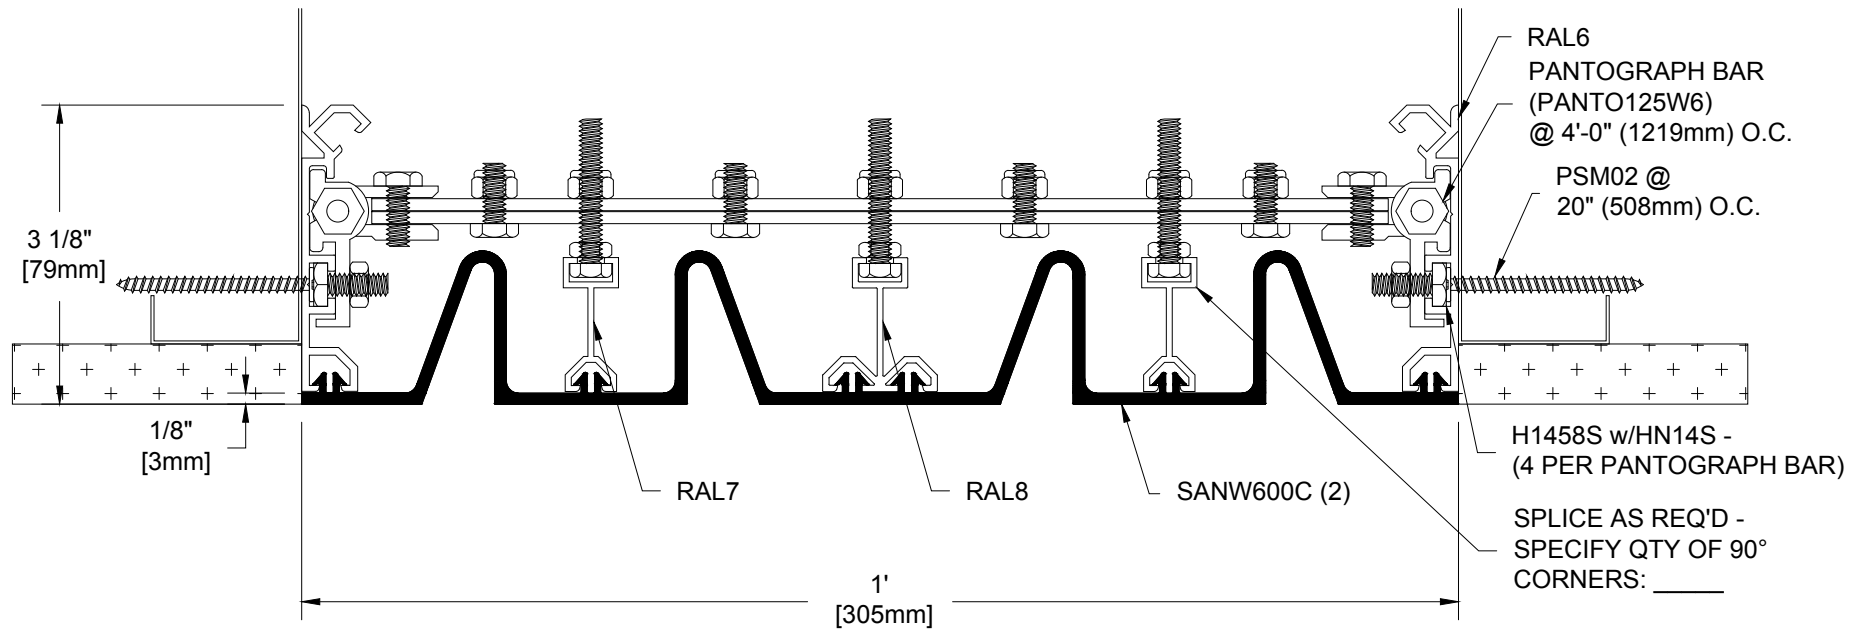 RAL6
PANTOGRAPH BAR
(PANTO125W6)
@ 4'-0" (1219mm) O.C.
PSM02 @
20" (508mm) O.C.
3 1/8"
[79mm]
1/8"
[3mm]
RAL7
RAL8
SANW600C (2)
H1458S w/HN14S -
(4 PER PANTOGRAPH BAR)
SPLICE AS REQ'D -
SPECIFY QTY OF 90°
CORNERS: _____
1'
[305mm]